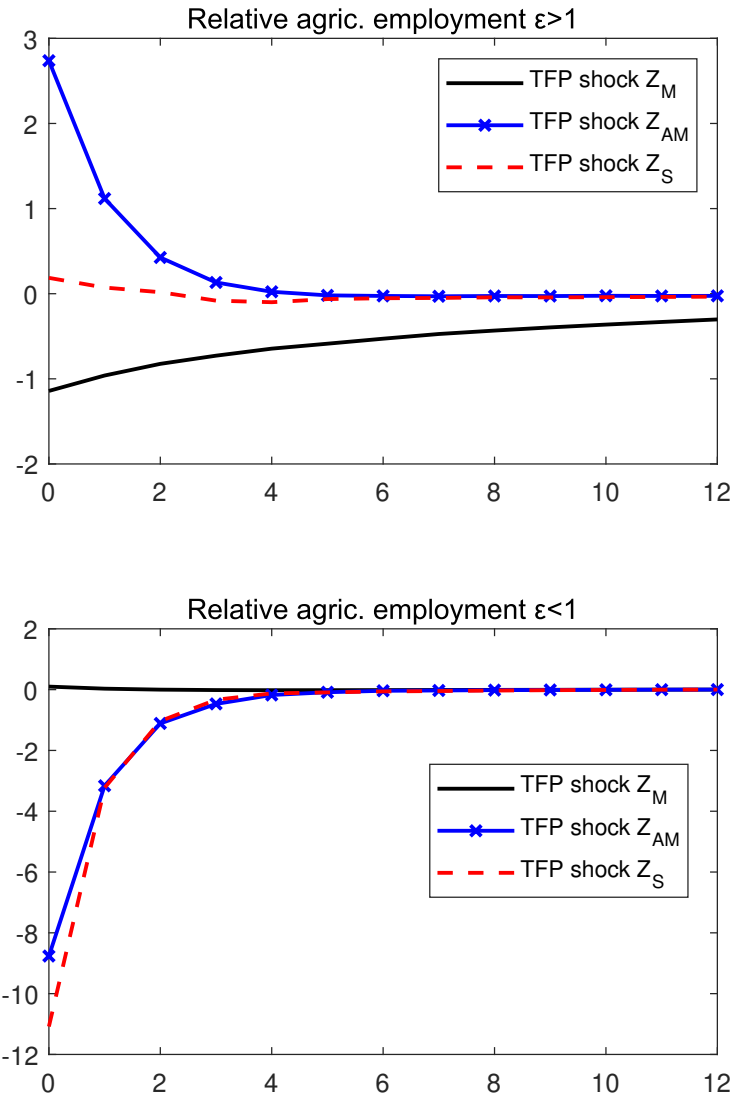 Relative agric. employment ε>1
3
2
1
0
-1
-2
TFP shock Z_M
TFP shock Z_AM
TFP shock Z_S
0 2 4 6 8 10 12
Relative agric. employment ε<1
2
0
-2
-4
-6
-8
-10
-12
TFP shock Z_M
TFP shock Z_AM
TFP shock Z_S
0 2 4 6 8 10 12